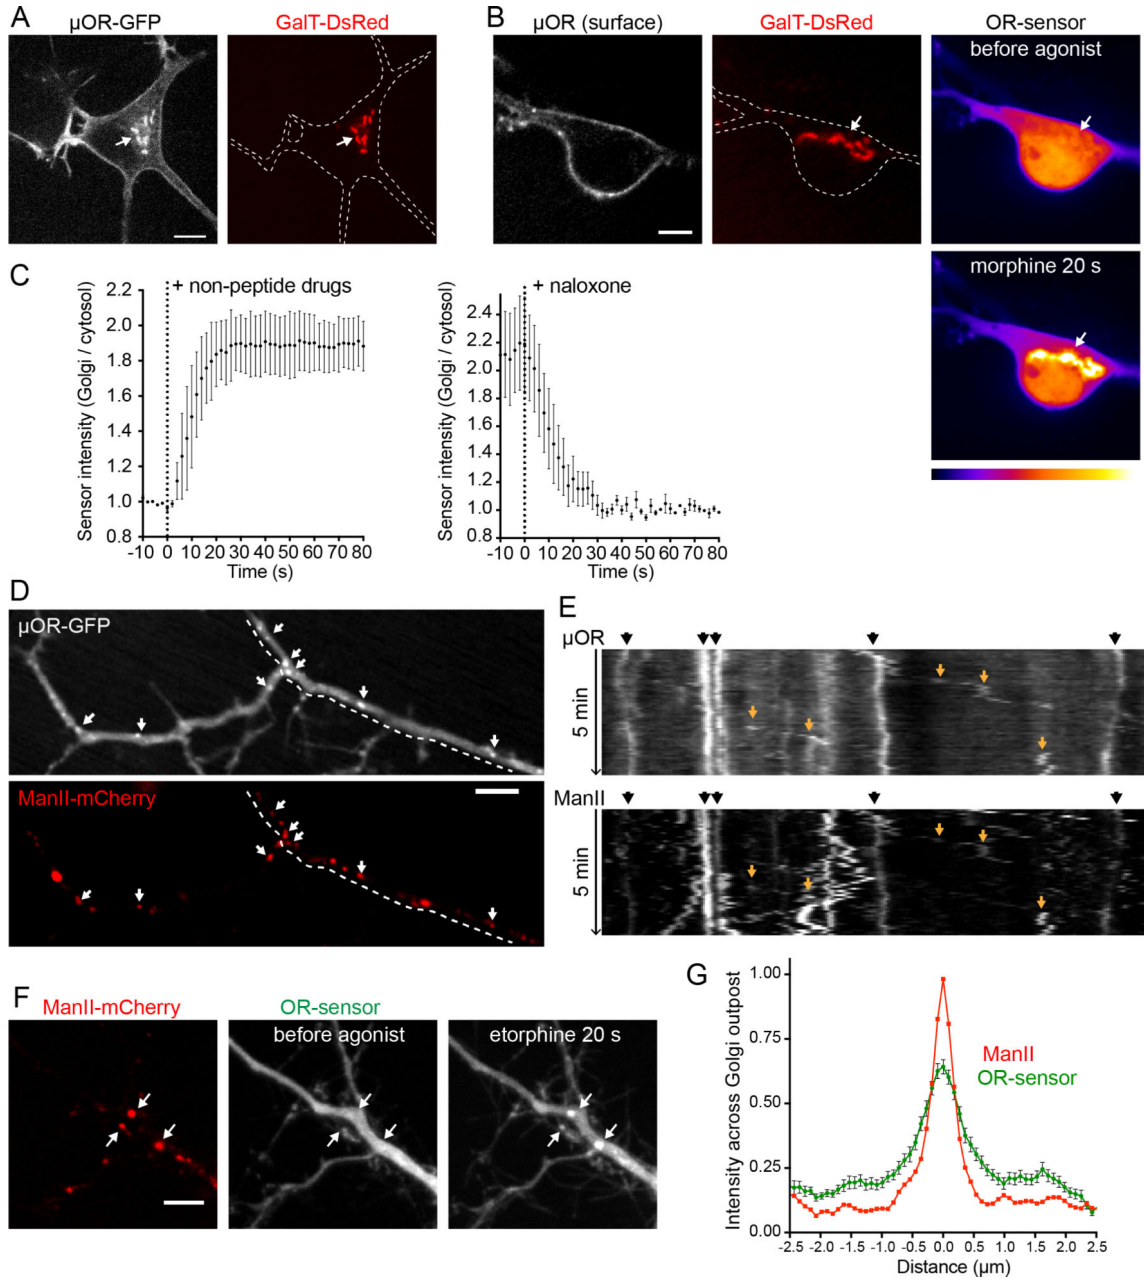 A
μOR-GFP
GalT-DsRed
B
μOR (surface)
GalT-DsRed
OR-sensor
before agonist
morphine 20 s
C
Sensor intensity (Golgi / cytosol)
2.2
2.0
1.8
1.6
1.4
1.2
1.0
0.8
+ non-peptide drugs
-10 0 10 20 30 40 50 60 70 80
Time (s)
Sensor intensity (Golgi / cytosol)
2.4
2.2
2.0
1.8
1.6
1.4
1.2
1.0
0.8
+ naloxone
-10 0 10 20 30 40 50 60 70 80
Time (s)
D
μOR-GFP
ManII-mCherry
E
μOR
5 min
ManII
5 min
F
ManII-mCherry
OR-sensor
before agonist
etorphine 20 s
G
Intensity across Golgi outpost
1.00
0.75
0.50
0.25
0.00
ManII
OR-sensor
-2.5 -2.0 -1.5 -1.0 -0.5 0.0 0.5 1.0 1.5 2.0 2.5
Distance (μm)